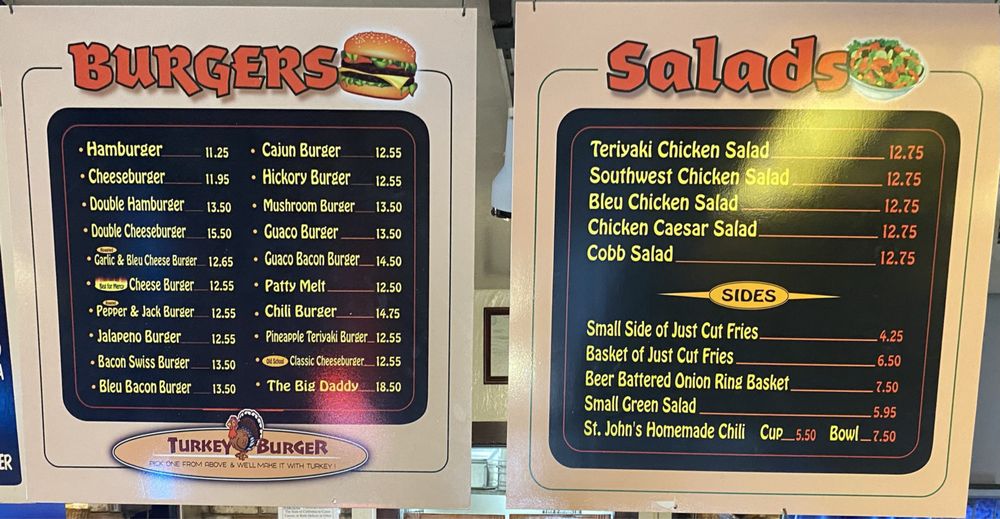 BURGERS
• Hamburger 11.25
• Cheeseburger 11.95
• Double Hamburger 13.50
• Double Cheeseburger 15.50
Roasted
• Garlic & Bleu Cheese Burger 12.65
• Beg for Mercy Cheese Burger 12.55
Roasted
• Pepper & Jack Burger 12.55
• Jalapeno Burger 12.55
• Bacon Swiss Burger 13.50
• Bleu Bacon Burger 13.50
• Cajun Burger 12.55
• Hickory Burger 12.55
• Mushroom Burger 13.50
• Guaco Burger 13.50
• Guaco Bacon Burger 14.50
• Patty Melt 12.50
• Chili Burger 14.75
• Pineapple Teriyaki Burger 12.55
• Old School Classic Cheeseburger 12.55
• The Big Daddy 18.50
TURKEY BURGER
PICK ONE FROM ABOVE & WE'LL MAKE IT WITH TURKEY!
Salads
Teriyaki Chicken Salad 12.75
Southwest Chicken Salad 12.75
Bleu Chicken Salad 12.75
Chicken Caesar Salad 12.75
Cobb Salad 12.75
SIDES
Small Side of Just Cut Fries 4.25
Basket of Just Cut Fries 6.50
Beer Battered Onion Ring Basket 7.50
Small Green Salad 5.95
St. John's Homemade Chili Cup 5.50 Bowl 7.50
ER